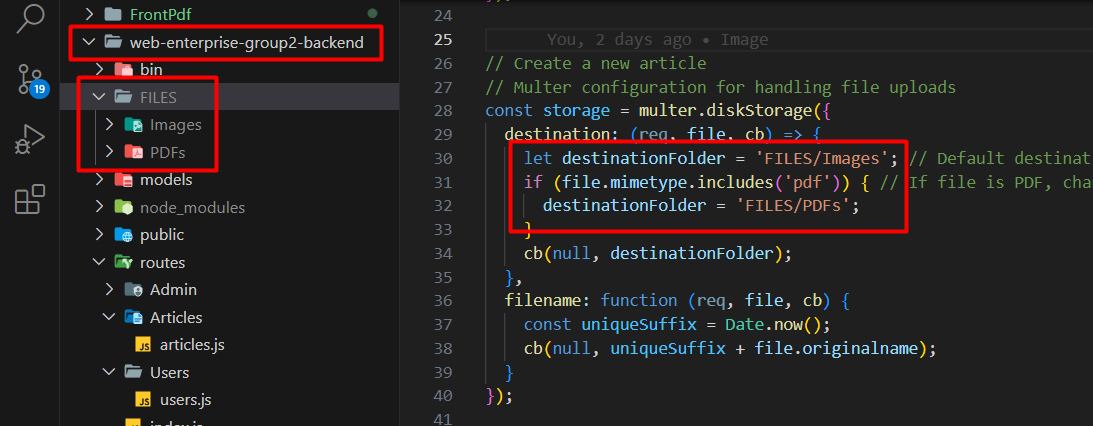 FrontPdf
web-enterprise-group2-backend
bin
FILES
Images
PDFs
models
node_modules
public
routes
Admin
Articles
JS articles.js
Users
JS users.js
19
24
25 You, 2 days ago • Image
26 // Create a new article
27 // Multer configuration for handling file uploads
28 const storage = multer.diskStorage({
29 destination: (req, file, cb) => {
30 let destinationFolder = 'FILES/Images'; // Default destinat
31 if (file.mimetype.includes('pdf')) { // If file is PDF, cha
32 destinationFolder = 'FILES/PDFs';
33 }
34 cb(null, destinationFolder);
35 },
36 filename: function (req, file, cb) {
37 const uniqueSuffix = Date.now();
38 cb(null, uniqueSuffix + file.originalname);
39 }
40 });
41